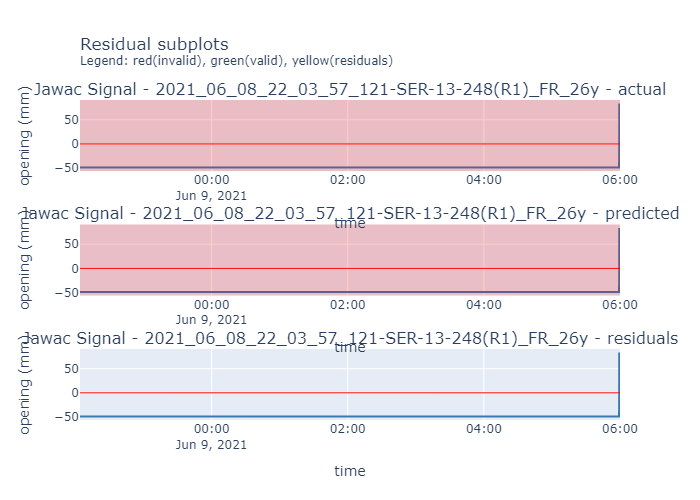 Residual subplots
Legend: red(invalid), green(valid), yellow(residuals)
Jawac Signal - 2021_06_08_22_03_57_121-SER-13-248(R1)_FR_26y - actual
opening (mm)
50
0
−50
00:00
02:00
04:00
06:00
Jun 9, 2021
time
Jawac Signal - 2021_06_08_22_03_57_121-SER-13-248(R1)_FR_26y - predicted
opening (mm)
50
0
−50
00:00
02:00
04:00
06:00
Jun 9, 2021
time
Jawac Signal - 2021_06_08_22_03_57_121-SER-13-248(R1)_FR_26y - residuals
opening (mm)
50
0
−50
00:00
02:00
04:00
06:00
Jun 9, 2021
time